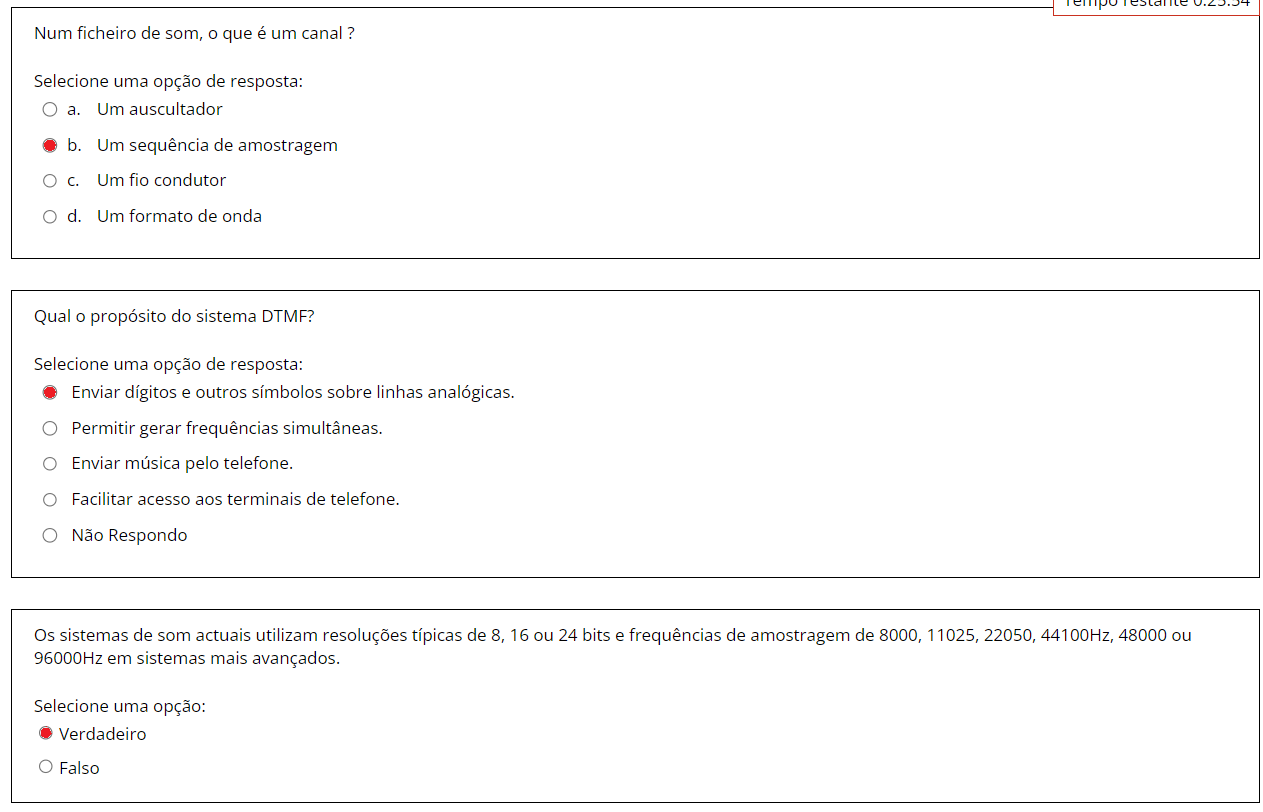 Tempo restante 0:25:54
Num ficheiro de som, o que é um canal ?
Selecione uma opção de resposta:
a. Um auscultador
b. Um sequência de amostragem
c. Um fio condutor
d. Um formato de onda
Qual o propósito do sistema DTMF?
Selecione uma opção de resposta:
Enviar dígitos e outros símbolos sobre linhas analógicas.
Permitir gerar frequências simultâneas.
Enviar música pelo telefone.
Facilitar acesso aos terminais de telefone.
Não Respondo
Os sistemas de som actuais utilizam resoluções típicas de 8, 16 ou 24 bits e frequências de amostragem de 8000, 11025, 22050, 44100Hz, 48000 ou
96000Hz em sistemas mais avançados.
Selecione uma opção:
Verdadeiro
Falso